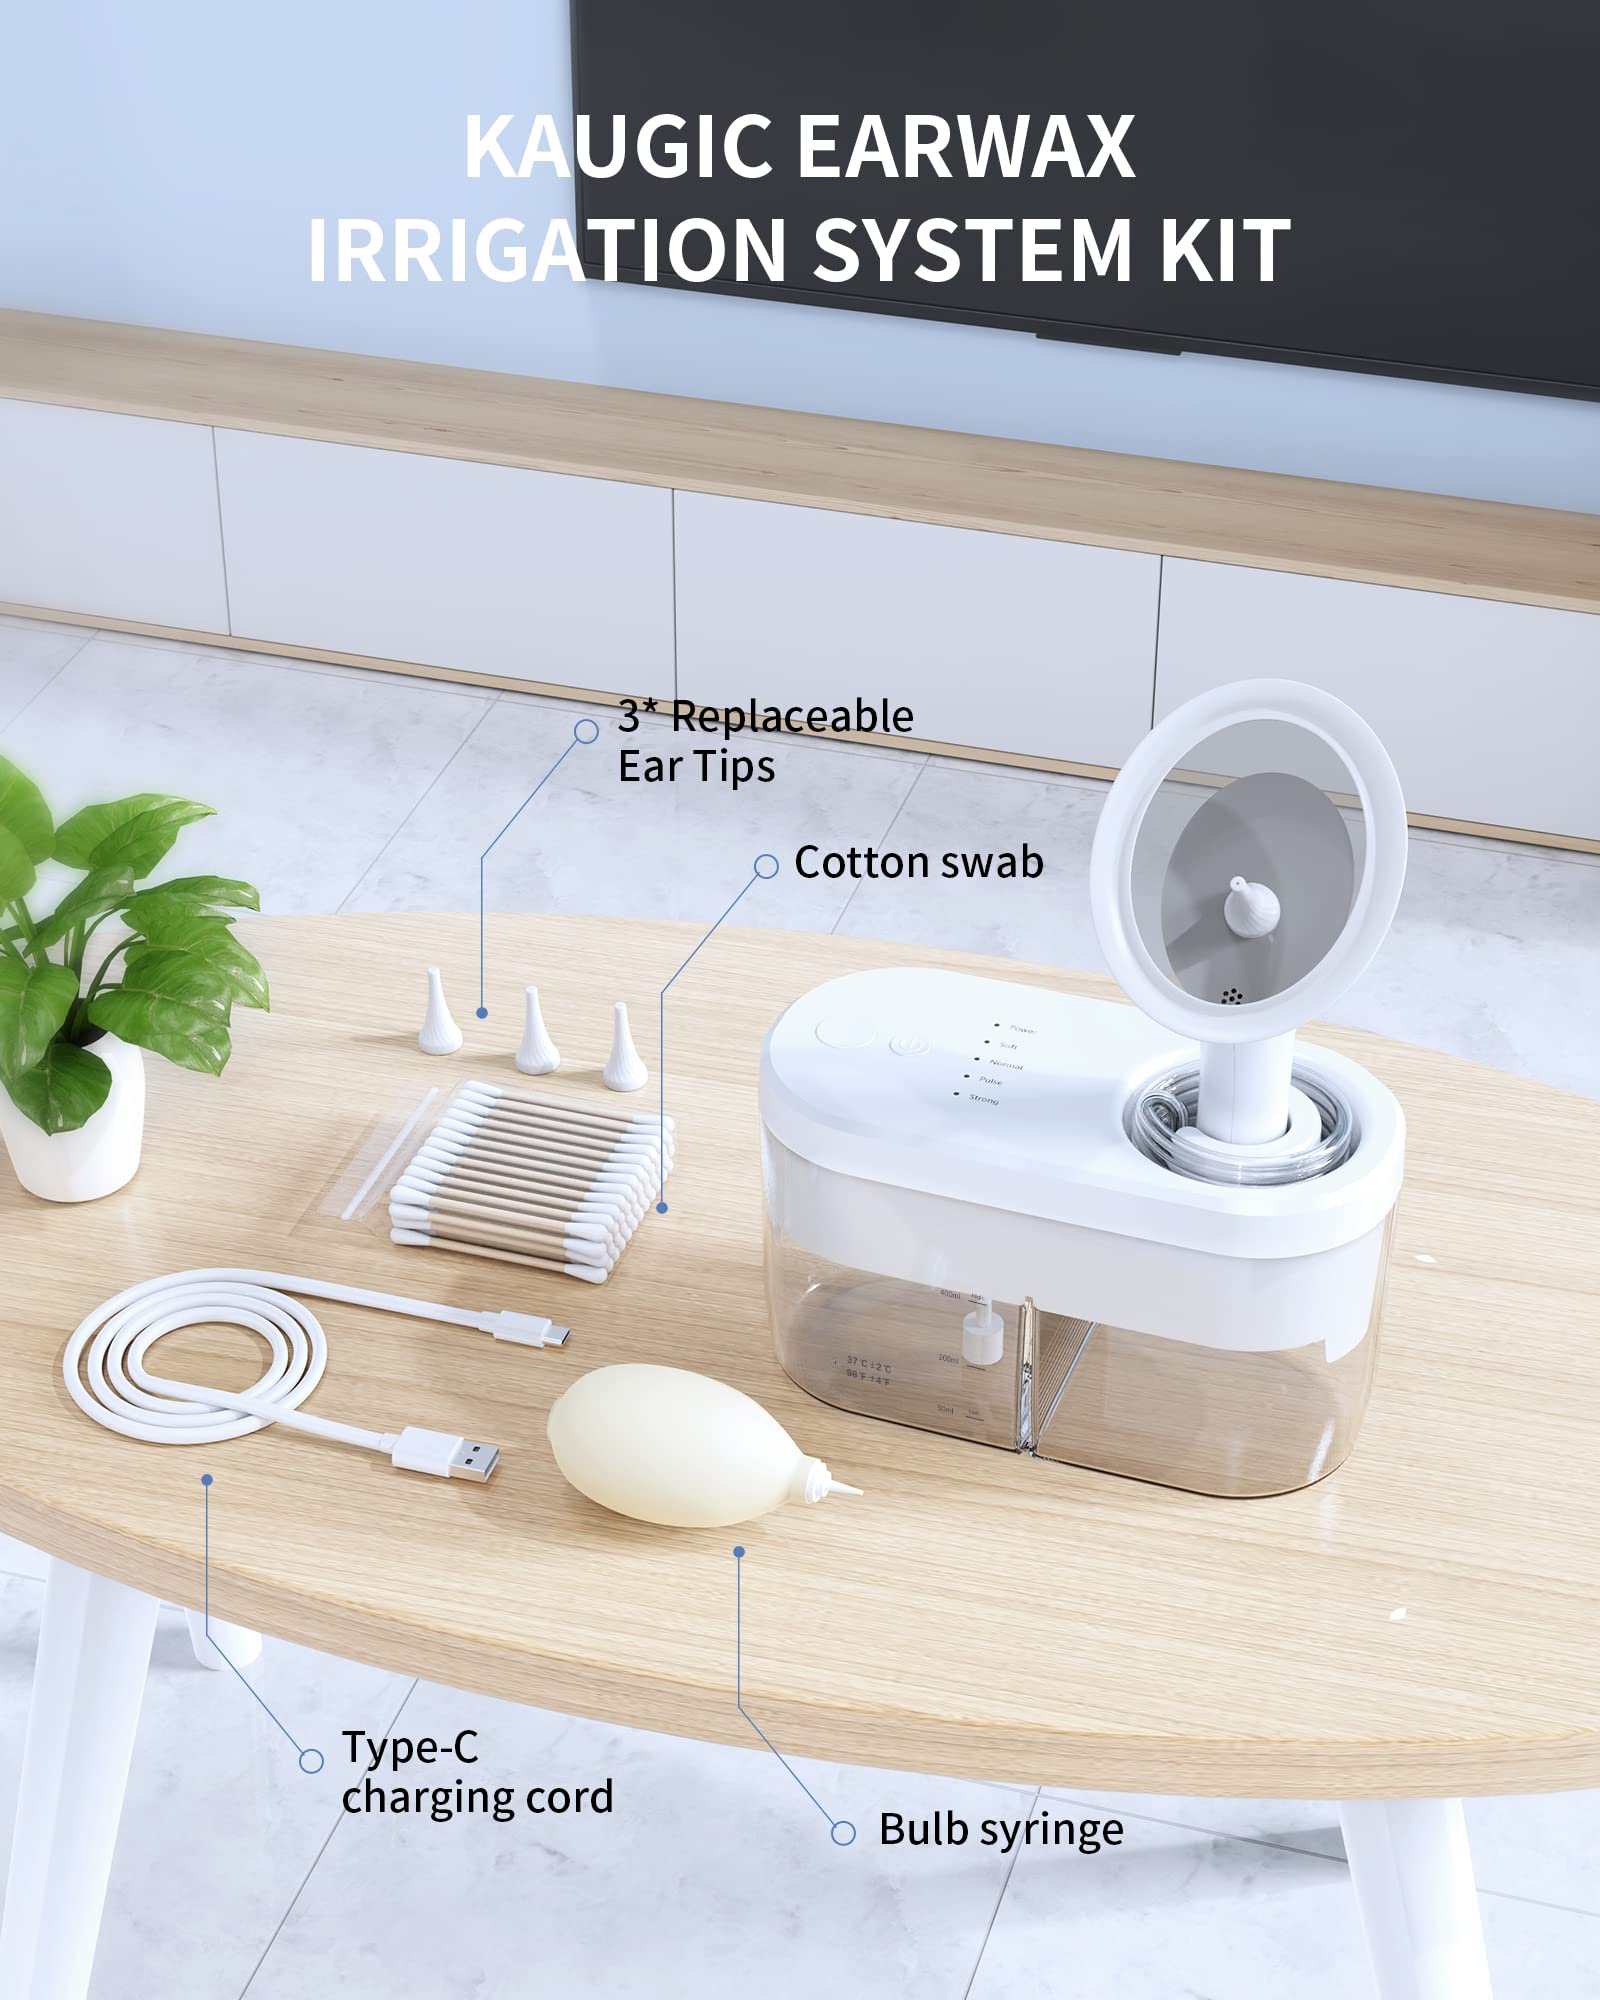 KAUGIC EARWAX
IRRIGATION SYSTEM KIT
3* Replaceable
Ear Tips
Cotton swab
Power
Soft
Normal
Pulse
Strong
400ml
200ml
37°C ±2°C
98°F ±4°F
50ml
Type-C
charging cord
Bulb syringe